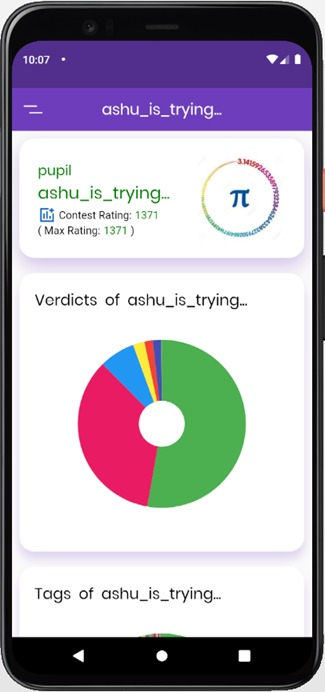 10:07
ashu_is_trying...
pupil
ashu_is_trying...
Contest Rating: 1371
( Max Rating: 1371 )
π
Verdicts of ashu_is_trying...
Tags of ashu_is_trying...